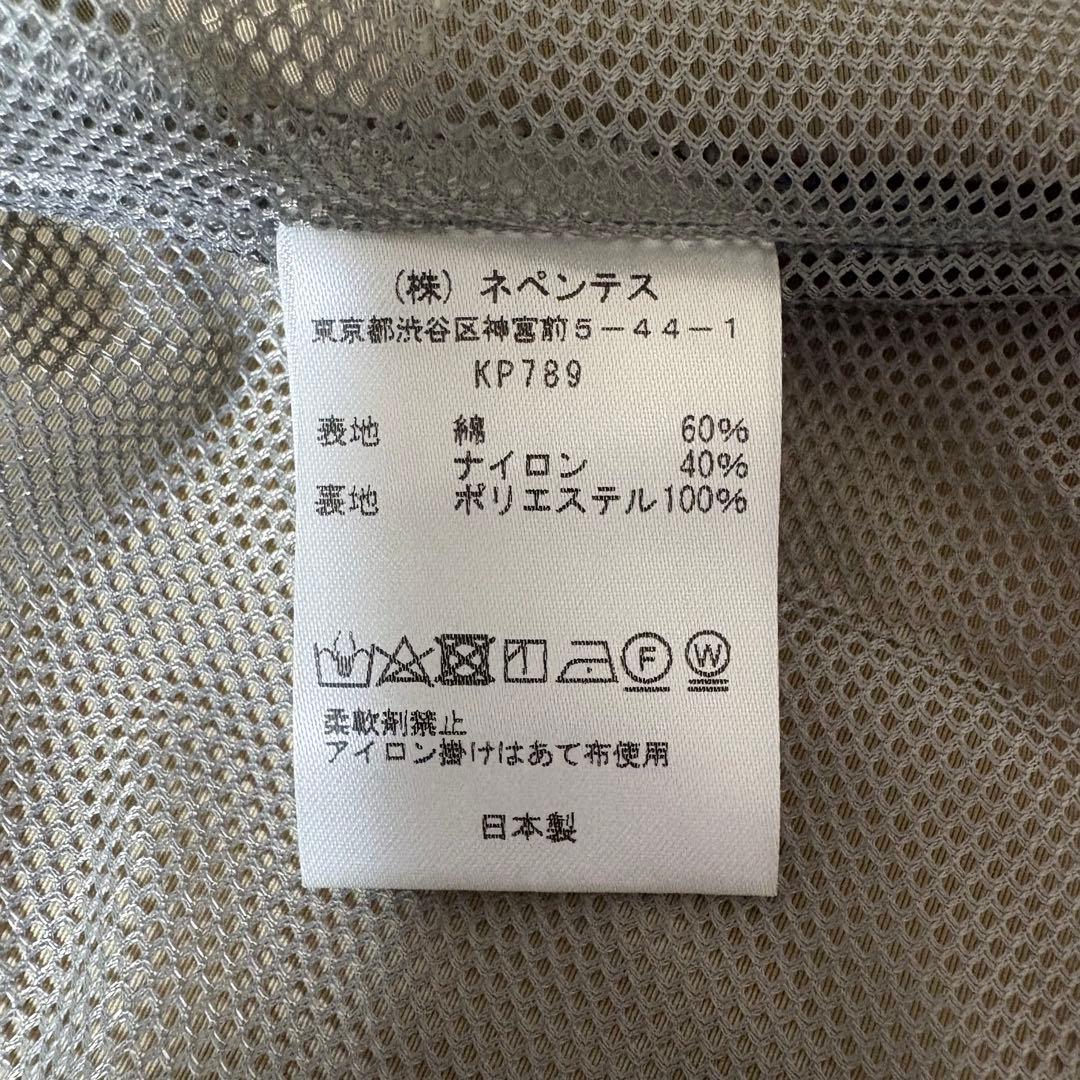 (株) ネペンテス
東京都渋谷区神宮前5-44-1
KP789
表地 綿 60%
ナイロン 40%
裏地 ポリエステル100%
F W
柔軟剤禁止
アイロン掛けはあて布使用
日本製